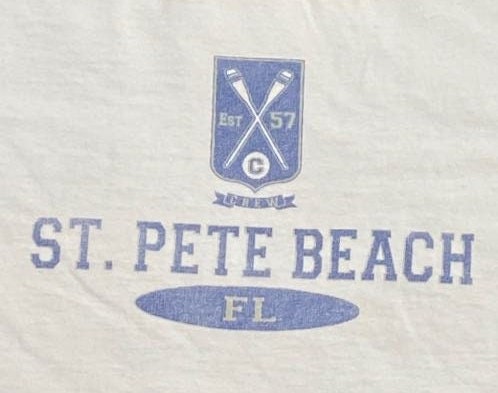 EST 57
C
CREW
ST. PETE BEACH
FL